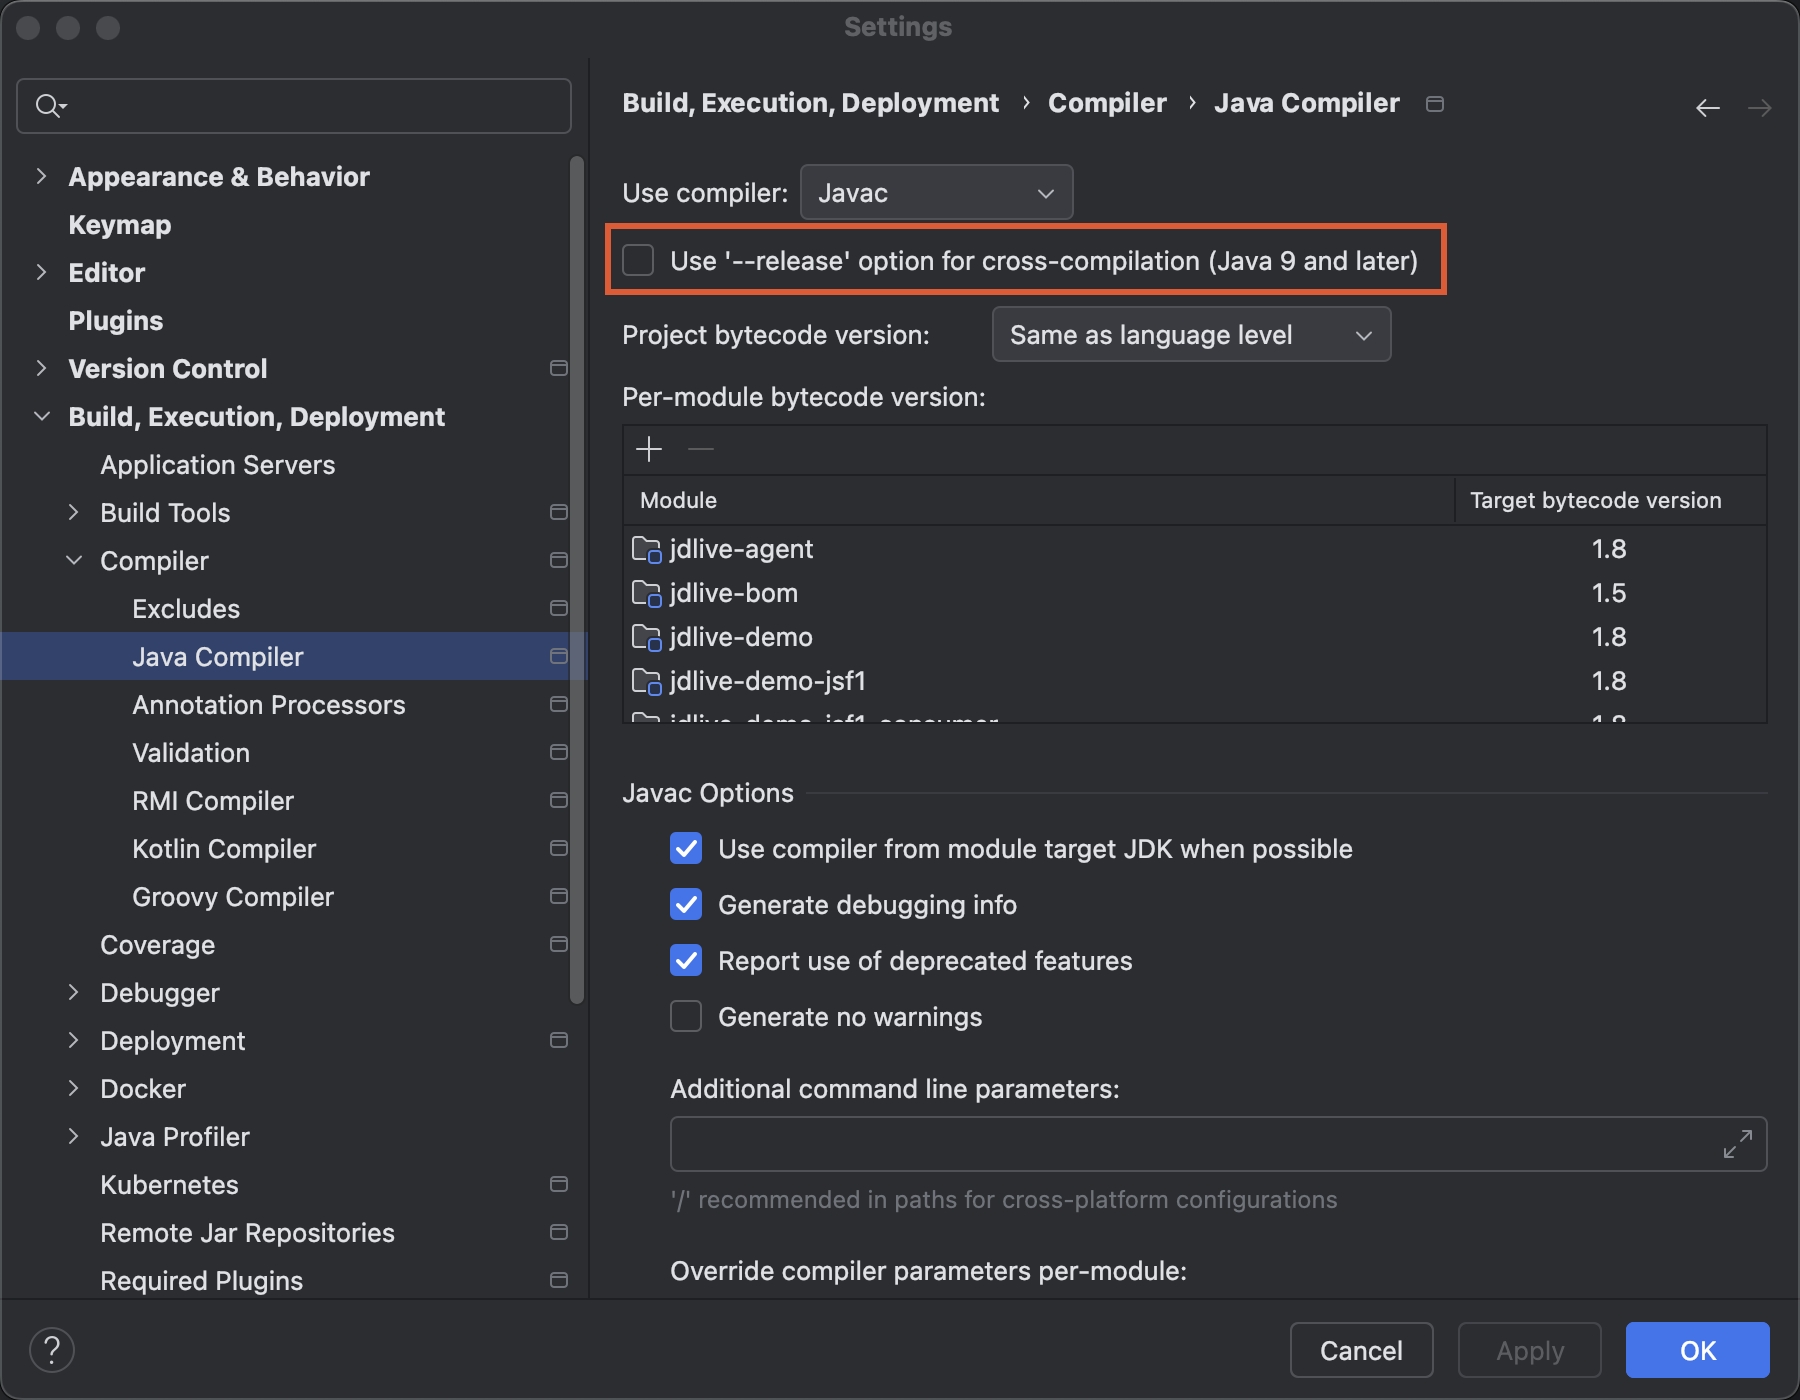 Settings
Appearance & Behavior
Keymap
Editor
Plugins
Version Control
Build, Execution, Deployment
Application Servers
Build Tools
Compiler
Excludes
Java Compiler
Annotation Processors
Validation
RMI Compiler
Kotlin Compiler
Groovy Compiler
Coverage
Debugger
Deployment
Docker
Java Profiler
Kubernetes
Remote Jar Repositories
Required Plugins
Build, Execution, Deployment › Compiler › Java Compiler
Use compiler: Javac
Use '--release' option for cross-compilation (Java 9 and later)
Project bytecode version: Same as language level
Per-module bytecode version:
Module Target bytecode version
jdlive-agent 1.8
jdlive-bom 1.5
jdlive-demo 1.8
jdlive-demo-jsf1 1.8
jdlive-demo-jsf1-consumer 1.8
Javac Options
Use compiler from module target JDK when possible
Generate debugging info
Report use of deprecated features
Generate no warnings
Additional command line parameters:
'/' recommended in paths for cross-platform configurations
Override compiler parameters per-module:
?
Cancel Apply OK